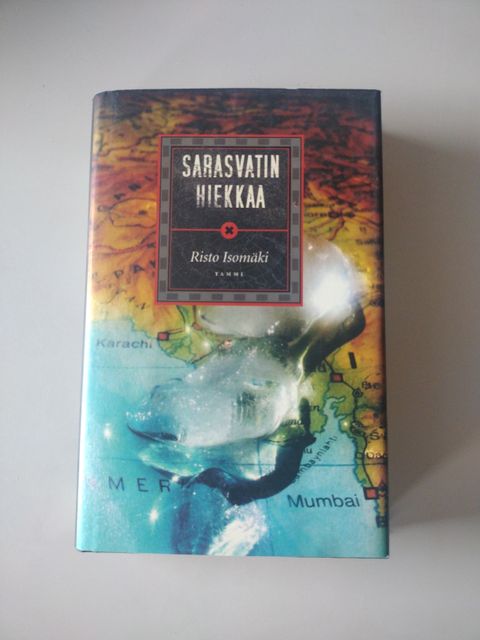 SARASVATIN
HIEKKAA
Risto Isomäki
TAMMI
Karachi
I
Mumbai
MER